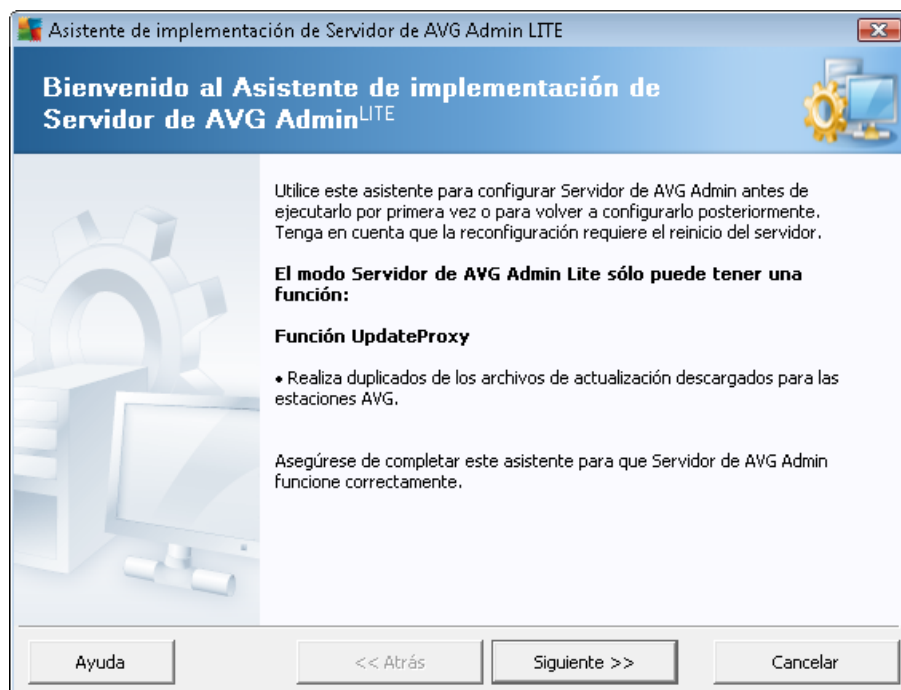 Asistente de implementación de Servidor de AVG Admin LITE
Bienvenido al Asistente de implementación de
Servidor de AVG Admin LITE
Utilice este asistente para configurar Servidor de AVG Admin antes de
ejecutarlo por primera vez o para volver a configurarlo posteriormente.
Tenga en cuenta que la reconfiguración requiere el reinicio del servidor.
El modo Servidor de AVG Admin Lite sólo puede tener una
función:
Función UpdateProxy
• Realiza duplicados de los archivos de actualización descargados para las
estaciones AVG.
Asegúrese de completar este asistente para que Servidor de AVG Admin
funcione correctamente.
Ayuda
<< Atrás
Siguiente >>
Cancelar